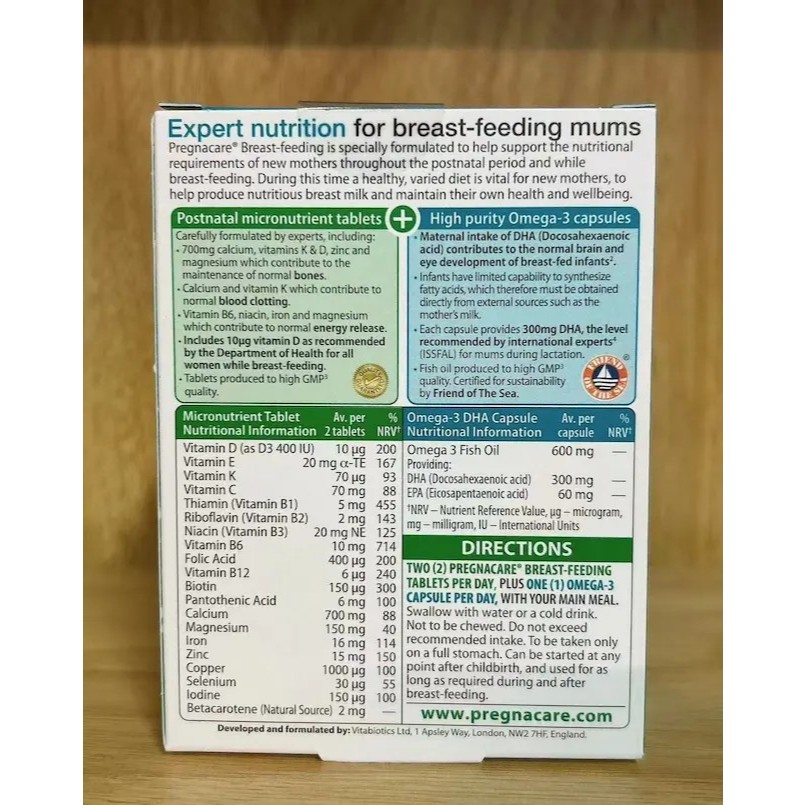 Expert nutrition for breast-feeding mums
Pregnacare® Breast-feeding is specially formulated to help support the nutritional
requirements of new mothers throughout the postnatal period and while
breast-feeding. During this time a healthy, varied diet is vital for new mothers, to
help produce nutritious breast milk and maintain their own health and wellbeing.
Postnatal micronutrient tablets
Carefully formulated by experts, including:
• 700mg calcium, vitamins K & D, zinc and
magnesium which contribute to the
maintenance of normal bones.
• Calcium and vitamin K which contribute to
normal blood clotting.
• Vitamin B6, niacin, iron and magnesium
which contribute to normal energy release.
• Includes 10µg vitamin D as recommended
by the Department of Health for all
women while breast-feeding.
• Tablets produced to high GMP³
quality.
+
High purity Omega-3 capsules
• Maternal intake of DHA (Docosahexaenoic
acid) contributes to the normal brain and
eye development of breast-fed infants².
• Infants have limited capability to synthesize
fatty acids, which therefore must be obtained
directly from external sources such as the
mother's milk.
• Each capsule provides 300mg DHA, the level
recommended by international experts⁴
(ISSFAL) for mums during lactation.
• Fish oil produced to high GMP³
quality. Certified for sustainability
by Friend of The Sea.
FRIEND OF THE SEA ®
Micronutrient Tablet Av. per %
Nutritional Information 2 tablets NRV†
Vitamin D (as D3 400 IU) 10 µg 200
Vitamin E 20 mg α-TE 167
Vitamin K 70 µg 93
Vitamin C 70 mg 88
Thiamin (Vitamin B1) 5 mg 455
Riboflavin (Vitamin B2) 2 mg 143
Niacin (Vitamin B3) 20 mg NE 125
Vitamin B6 10 mg 714
Folic Acid 400 µg 200
Vitamin B12 6 µg 240
Biotin 150 µg 300
Pantothenic Acid 6 mg 100
Calcium 700 mg 88
Magnesium 150 mg 40
Iron 16 mg 114
Zinc 15 mg 150
Copper 1000 µg 100
Selenium 30 µg 55
Iodine 150 µg 100
Betacarotene (Natural Source) 2 mg —
Omega-3 DHA Capsule Av. per %
Nutritional Information capsule NRV†
Omega 3 Fish Oil 600 mg —
Providing:
DHA (Docosahexaenoic acid) 300 mg —
EPA (Eicosapentaenoic acid) 60 mg —
†NRV – Nutrient Reference Value, µg – microgram,
mg – milligram, IU – International Units
DIRECTIONS
TWO (2) PREGNACARE® BREAST-FEEDING
TABLETS PER DAY, PLUS ONE (1) OMEGA-3
CAPSULE PER DAY, WITH YOUR MAIN MEAL.
Swallow with water or a cold drink.
Not to be chewed. Do not exceed
recommended intake. To be taken only
on a full stomach. Can be started at any
point after childbirth, and used for as
long as required during and after
breast-feeding.
www.pregnacare.com
Developed and formulated by: Vitabiotics Ltd, 1 Apsley Way, London, NW2 7HF, England.